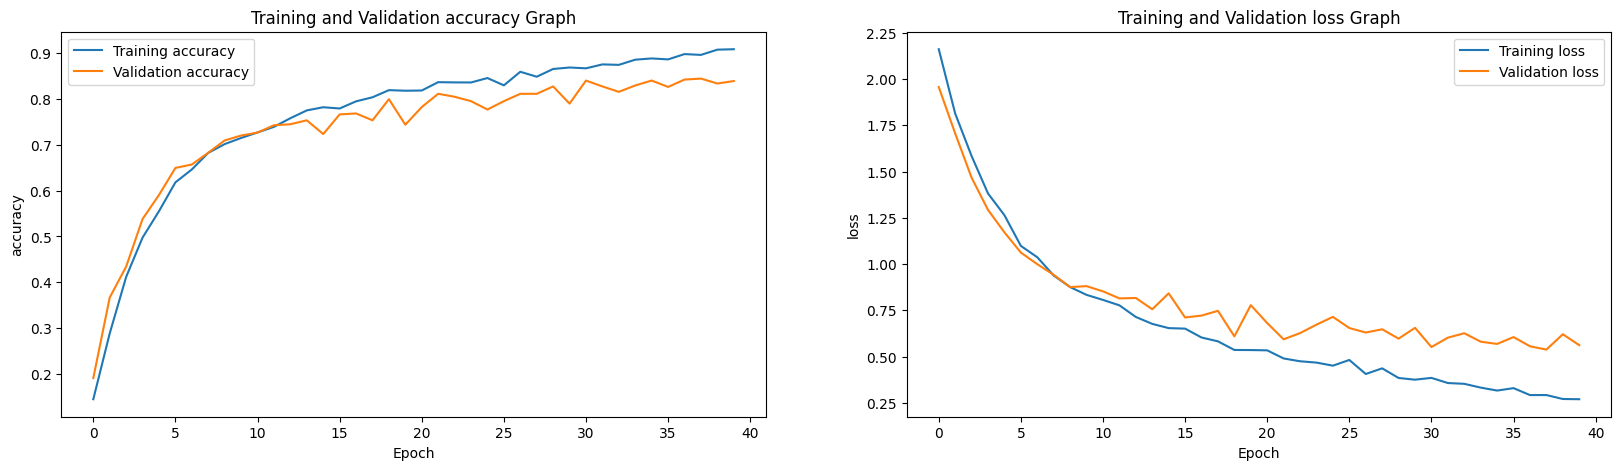 Training and Validation accuracy Graph
Training accuracy
Validation accuracy
0.9
0.8
0.7
0.6
0.5
0.4
0.3
0.2
accuracy
0 5 10 15 20 25 30 35 40
Epoch
Training and Validation loss Graph
Training loss
Validation loss
2.25
2.00
1.75
1.50
1.25
1.00
0.75
0.50
0.25
loss
0 5 10 15 20 25 30 35 40
Epoch